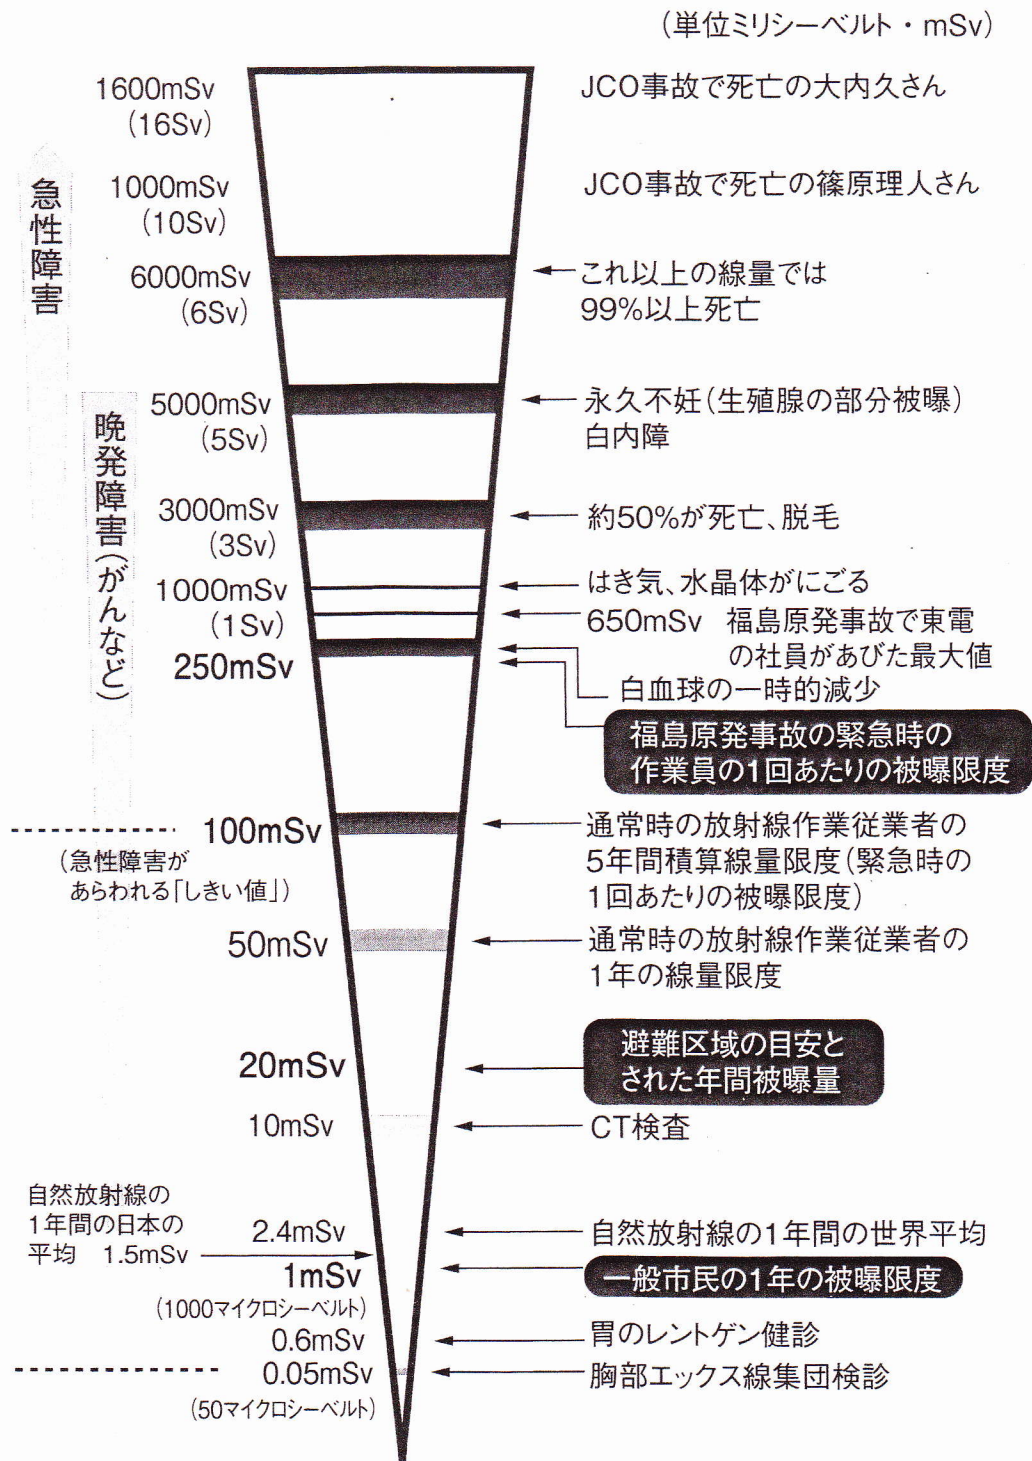 (単位ミリシーベルト・mSv)
1600mSv
(16Sv)
JCO事故で死亡の大内久さん
1000mSv
(10Sv)
JCO事故で死亡の篠原理人さん
急性障害
6000mSv
(6Sv)
これ以上の線量では
99%以上死亡
5000mSv
(5Sv)
永久不妊(生殖腺の部分被曝)
白内障
晩発障害(がんなど)
3000mSv
(3Sv)
約50%が死亡、脱毛
1000mSv
(1Sv)
はき気、水晶体がにごる
650mSv 福島原発事故で東電
の社員があびた最大値
250mSv
白血球の一時的減少
福島原発事故の緊急時の
作業員の1回あたりの被曝限度
100mSv
(急性障害が
あらわれる「しきい値」)
通常時の放射線作業従業者の
5年間積算線量限度(緊急時の
1回あたりの被曝限度)
50mSv
通常時の放射線作業従業者の
1年の線量限度
20mSv
避難区域の目安と
された年間被曝量
10mSv
CT検査
自然放射線の
1年間の日本の
平均 1.5mSv
2.4mSv
自然放射線の1年間の世界平均
1mSv
(1000マイクロシーベルト)
一般市民の1年の被曝限度
0.6mSv
胃のレントゲン健診
0.05mSv
(50マイクロシーベルト)
胸部エックス線集団検診